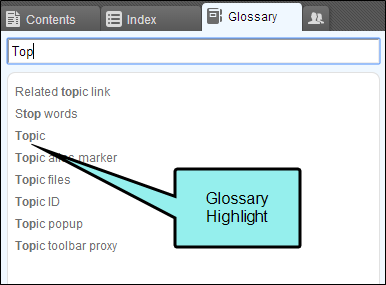 Contents Index Glossary
Top
Related topic link
Stop words
Topic
Topic alias marker
Topic files
Topic ID
Topic popup
Topic toolbar proxy
Glossary
Highlight